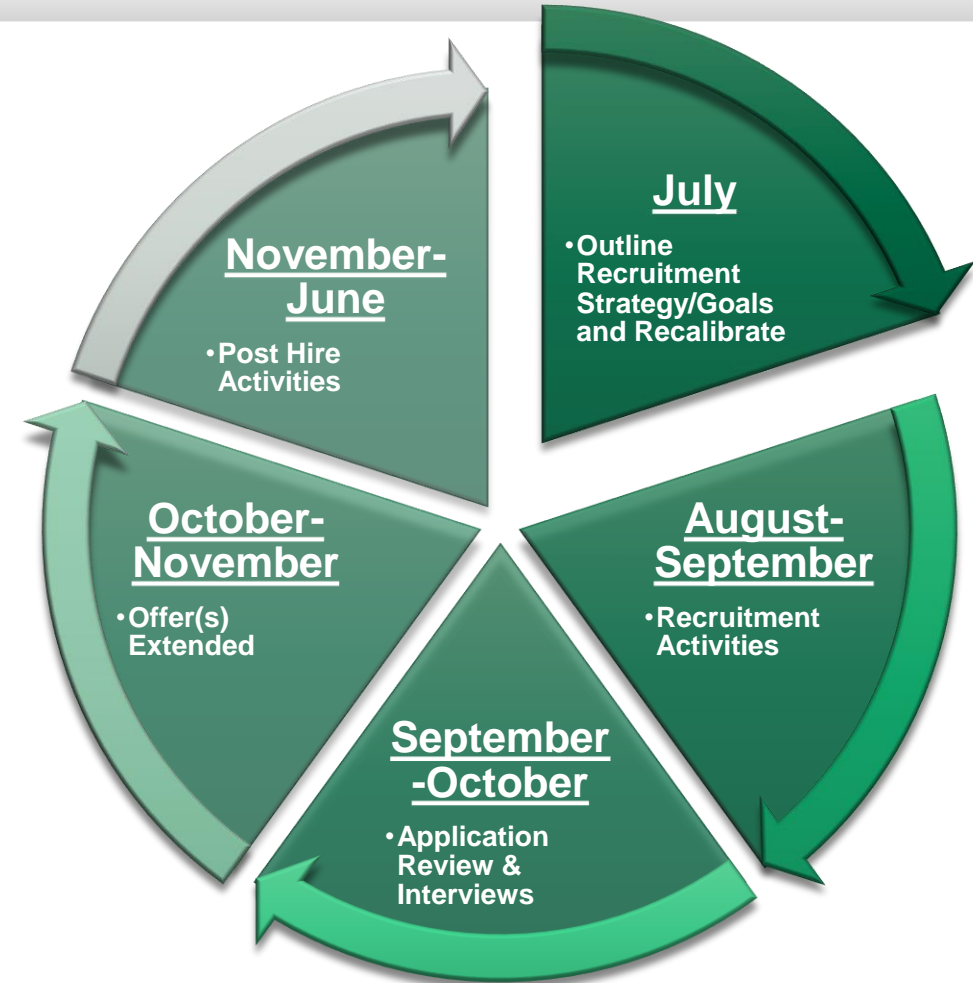 July
•Outline
Recruitment
Strategy/Goals
and Recalibrate
August-
September
•Recruitment
Activities
September
-October
•Application
Review &
Interviews
October-
November
•Offer(s)
Extended
November-
June
•Post Hire
Activities